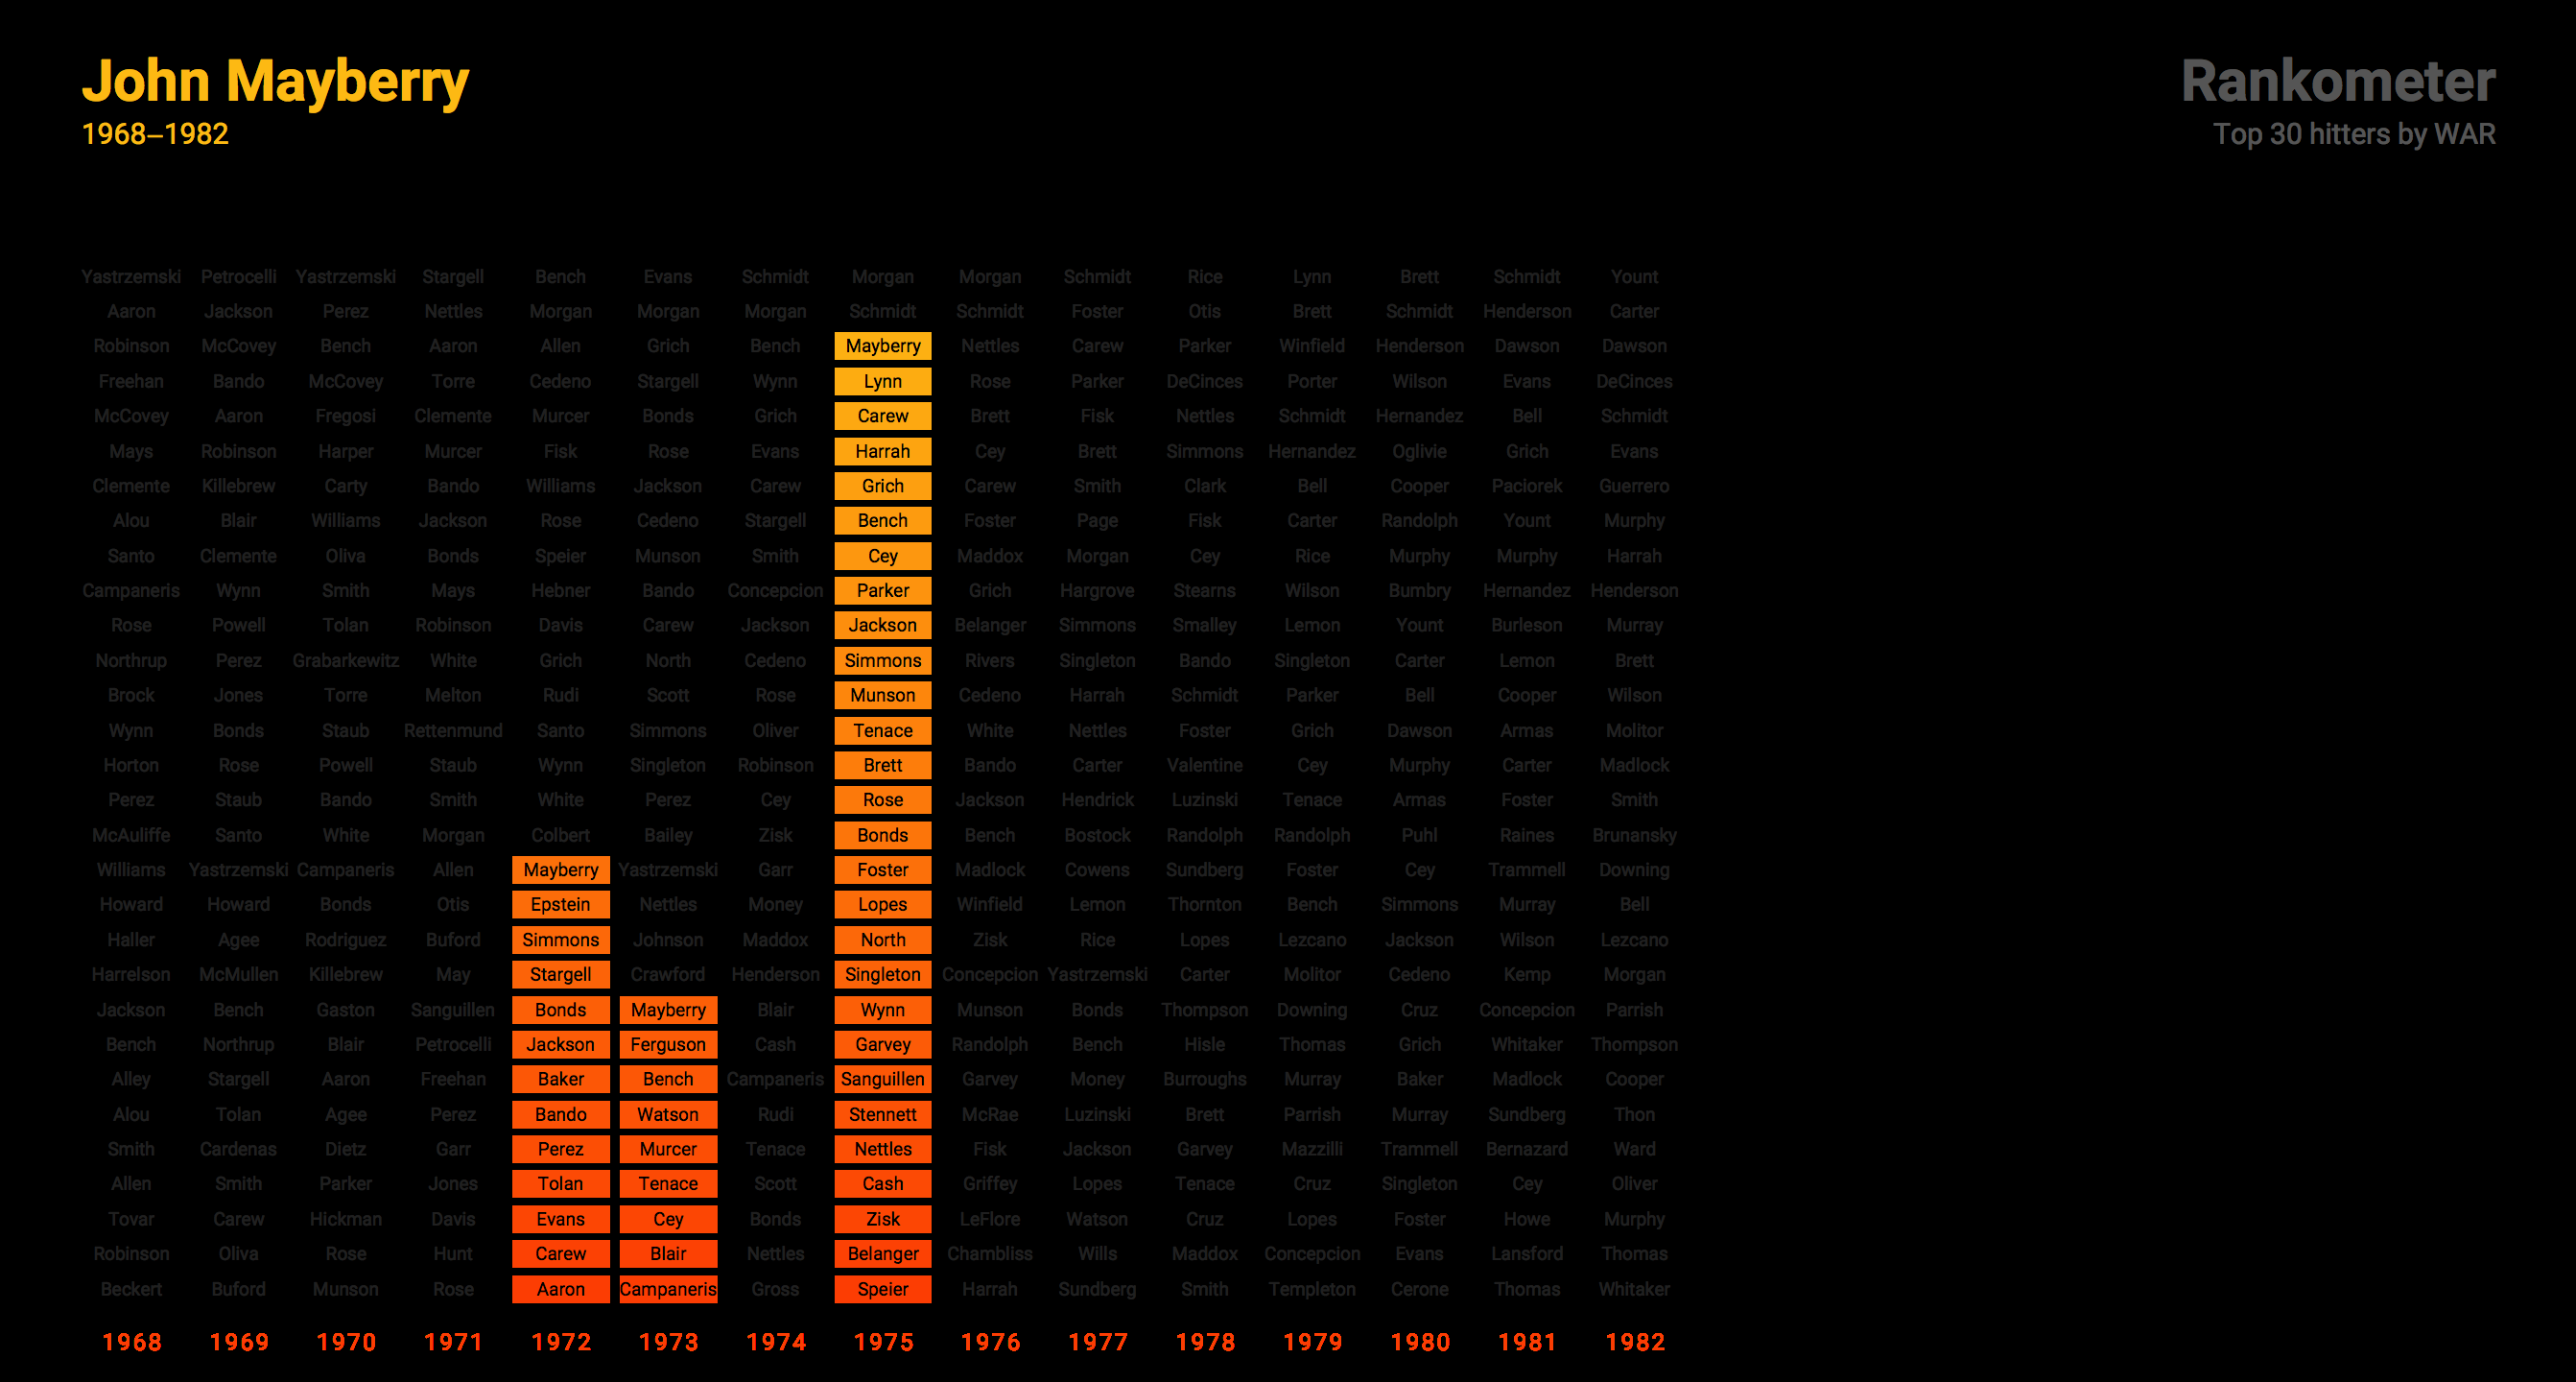 John Mayberry
1968–1982
Rankometer
Top 30 hitters by WAR
Yastrzemski Petrocelli Yastrzemski Stargell Bench Evans Schmidt Morgan Morgan Schmidt Rice Lynn Brett Schmidt Yount
Aaron Jackson Perez Nettles Morgan Morgan Morgan Schmidt Schmidt Foster Otis Brett Schmidt Henderson Carter
Robinson McCovey Bench Aaron Allen Grich Bench Mayberry Nettles Carew Parker Winfield Henderson Dawson Dawson
Freehan Bando McCovey Torre Cedeno Stargell Wynn Lynn Rose Parker DeCinces Porter Wilson Evans DeCinces
McCovey Aaron Fregosi Clemente Murcer Bonds Grich Carew Brett Fisk Nettles Schmidt Hernandez Bell Schmidt
Mays Robinson Harper Murcer Fisk Rose Evans Harrah Cey Brett Simmons Hernandez Oglivie Grich Evans
Clemente Killebrew Carty Bando Williams Jackson Carew Grich Carew Smith Clark Bell Cooper Paciorek Guerrero
Alou Blair Williams Jackson Rose Cedeno Stargell Bench Foster Page Fisk Carter Randolph Yount Murphy
Santo Clemente Oliva Bonds Speier Munson Smith Cey Maddox Morgan Cey Rice Murphy Murphy Harrah
Campaneris Wynn Smith Mays Hebner Bando Concepcion Parker Grich Hargrove Stearns Wilson Bumbry Hernandez Henderson
Rose Powell Tolan Robinson Davis Carew Jackson Jackson Belanger Simmons Smalley Lemon Yount Burleson Murray
Northrup Perez Grabarkewitz White Grich North Cedeno Simmons Rivers Singleton Bando Singleton Carter Lemon Brett
Brock Jones Torre Melton Rudi Scott Rose Munson Cedeno Harrah Schmidt Parker Bell Cooper Wilson
Wynn Bonds Staub Rettenmund Santo Simmons Oliver Tenace White Nettles Foster Grich Dawson Armas Molitor
Horton Rose Powell Staub Wynn Singleton Robinson Brett Bando Carter Valentine Cey Murphy Carter Madlock
Perez Staub Bando Smith White Perez Cey Rose Jackson Hendrick Luzinski Tenace Armas Foster Smith
McAuliffe Santo White Morgan Colbert Bailey Zisk Bonds Bench Bostock Randolph Randolph Puhl Raines Brunansky
Williams Yastrzemski Campaneris Allen Mayberry Yastrzemski Garr Foster Madlock Cowens Sundberg Foster Cey Trammell Downing
Howard Howard Bonds Otis Epstein Nettles Money Lopes Winfield Lemon Thornton Bench Simmons Murray Bell
Haller Agee Rodriguez Buford Simmons Johnson Maddox North Zisk Rice Lopes Lezcano Jackson Wilson Lezcano
Harrelson McMullen Killebrew May Stargell Crawford Henderson Singleton Concepcion Yastrzemski Carter Molitor Cedeno Kemp Morgan
Jackson Bench Gaston Sanguillen Bonds Mayberry Blair Wynn Munson Bonds Thompson Downing Cruz Concepcion Parrish
Bench Northrup Blair Petrocelli Jackson Ferguson Cash Garvey Randolph Bench Hisle Thomas Grich Whitaker Thompson
Alley Stargell Aaron Freehan Baker Bench Campaneris Sanguillen Garvey Money Burroughs Murray Baker Madlock Cooper
Alou Tolan Agee Perez Bando Watson Rudi Stennett McRae Luzinski Brett Parrish Murray Sundberg Thon
Smith Cardenas Dietz Garr Perez Murcer Tenace Nettles Fisk Jackson Garvey Mazzilli Trammell Bernazard Ward
Allen Smith Parker Jones Tolan Tenace Scott Cash Griffey Lopes Tenace Cruz Singleton Cey Oliver
Tovar Carew Hickman Davis Evans Cey Bonds Zisk LeFlore Watson Cruz Lopes Foster Howe Murphy
Robinson Oliva Rose Hunt Carew Blair Nettles Belanger Chambliss Wills Maddox Concepcion Evans Lansford Thomas
Beckert Buford Munson Rose Aaron Campaneris Gross Speier Harrah Sundberg Smith Templeton Cerone Thomas Whitaker
1968 1969 1970 1971 1972 1973 1974 1975 1976 1977 1978 1979 1980 1981 1982